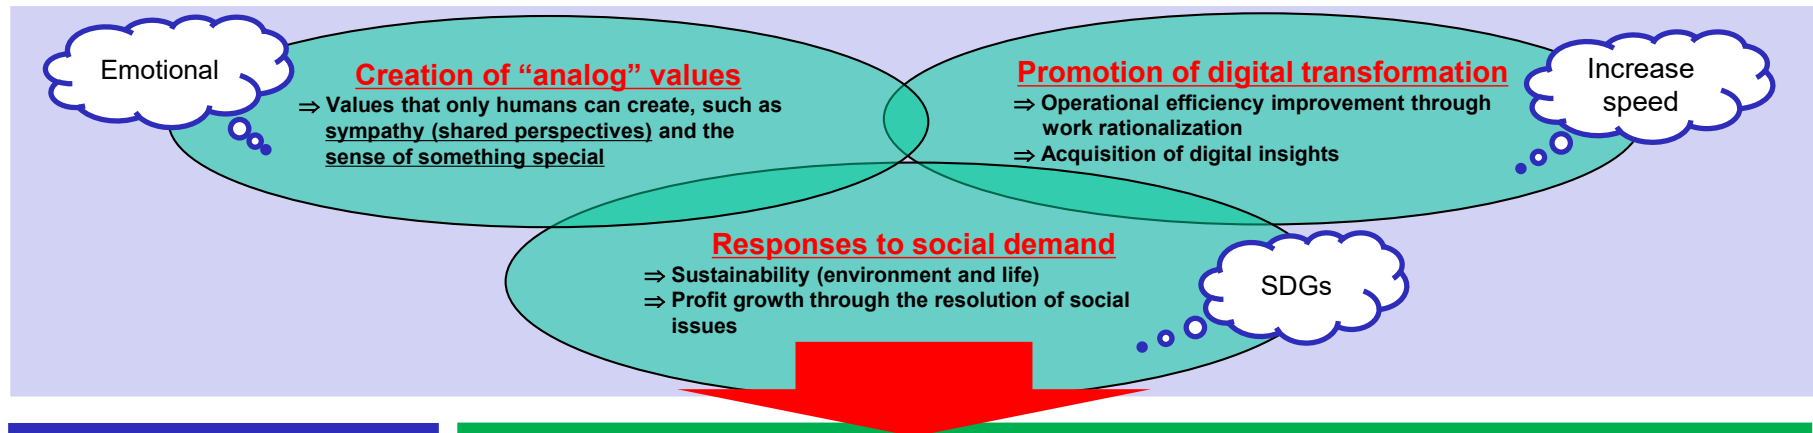 Emotional
Creation of “analog” values
⇒ Values that only humans can create, such as
sympathy (shared perspectives) and the
sense of something special
Promotion of digital transformation
⇒ Operational efficiency improvement through
work rationalization
⇒ Acquisition of digital insights
Increase
speed
Responses to social demand
⇒ Sustainability (environment and life)
⇒ Profit growth through the resolution of social
issues
SDGs